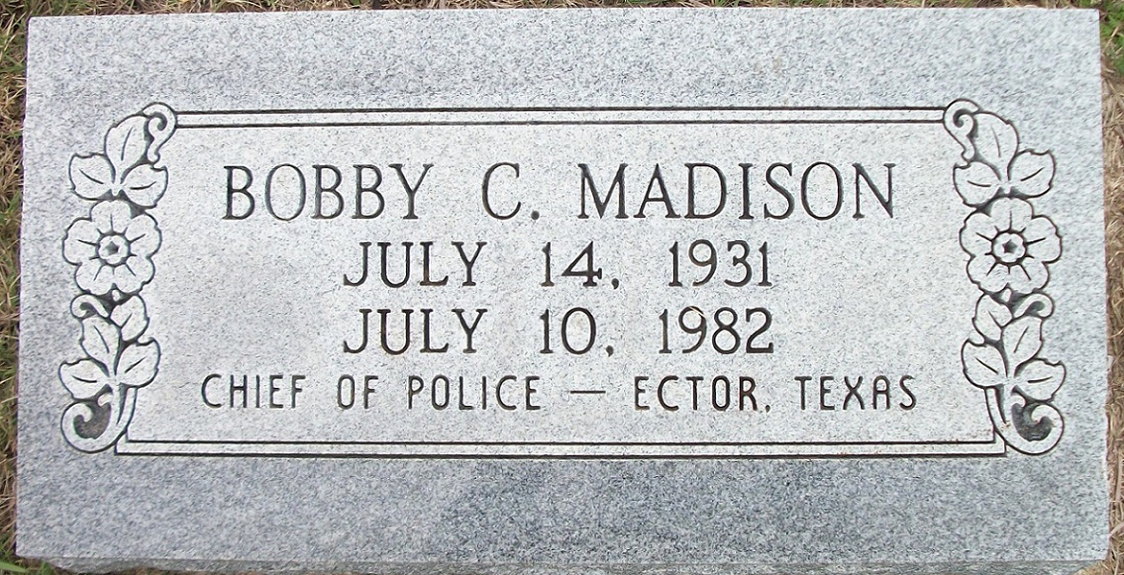 BOBBY C. MADISON
JULY 14, 1931
JULY 10, 1982
CHIEF OF POLICE — ECTOR, TEXAS